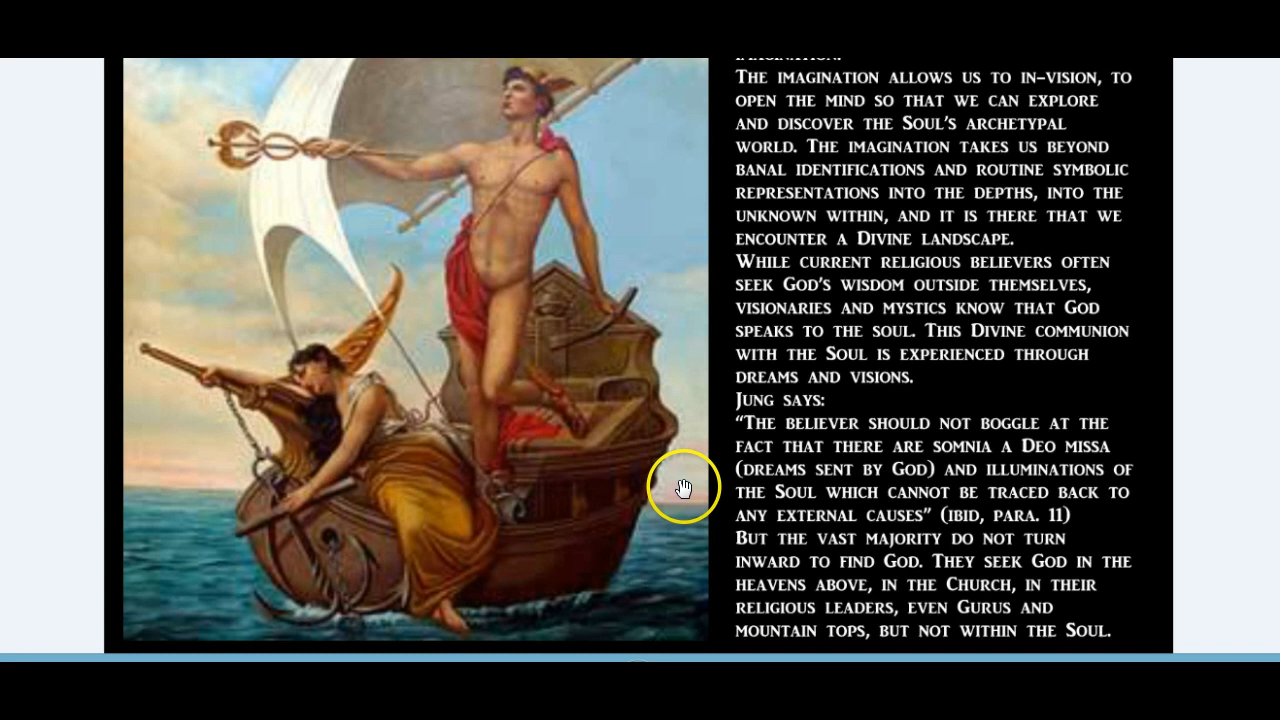 IMAGINATION.
THE IMAGINATION ALLOWS US TO IN-VISION, TO
OPEN THE MIND SO THAT WE CAN EXPLORE
AND DISCOVER THE SOUL'S ARCHETYPAL
WORLD. THE IMAGINATION TAKES US BEYOND
BANAL IDENTIFICATIONS AND ROUTINE SYMBOLIC
REPRESENTATIONS INTO THE DEPTHS, INTO THE
UNKNOWN WITHIN, AND IT IS THERE THAT WE
ENCOUNTER A DIVINE LANDSCAPE.
WHILE CURRENT RELIGIOUS BELIEVERS OFTEN
SEEK GOD'S WISDOM OUTSIDE THEMSELVES,
VISIONARIES AND MYSTICS KNOW THAT GOD
SPEAKS TO THE SOUL. THIS DIVINE COMMUNION
WITH THE SOUL IS EXPERIENCED THROUGH
DREAMS AND VISIONS.
JUNG SAYS:
“THE BELIEVER SHOULD NOT BOGGLE AT THE
FACT THAT THERE ARE SOMNIA A DEO MISSA
(DREAMS SENT BY GOD) AND ILLUMINATIONS OF
THE SOUL WHICH CANNOT BE TRACED BACK TO
ANY EXTERNAL CAUSES” (IBID, PARA. 11)
BUT THE VAST MAJORITY DO NOT TURN
INWARD TO FIND GOD. THEY SEEK GOD IN THE
HEAVENS ABOVE, IN THE CHURCH, IN THEIR
RELIGIOUS LEADERS, EVEN GURUS AND
MOUNTAIN TOPS, BUT NOT WITHIN THE SOUL.